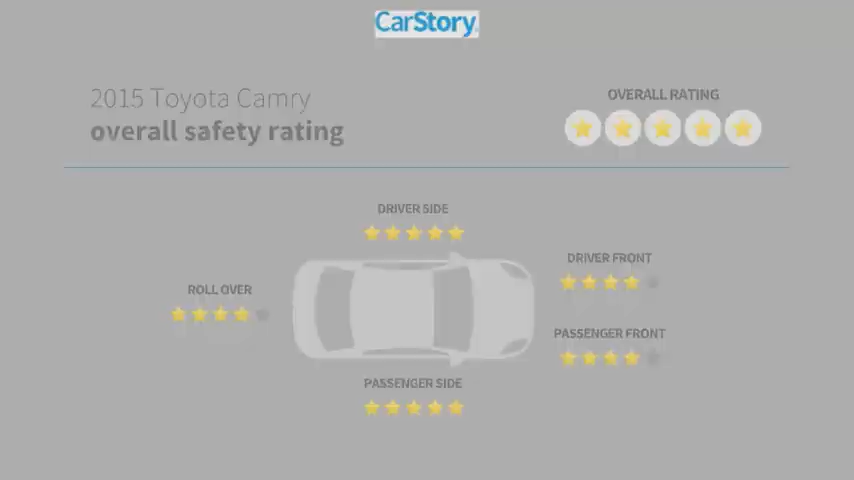 CarStory
2015 Toyota Camry
overall safety rating
OVERALL RATING
DRIVER SIDE
DRIVER FRONT
ROLL OVER
PASSENGER FRONT
PASSENGER SIDE